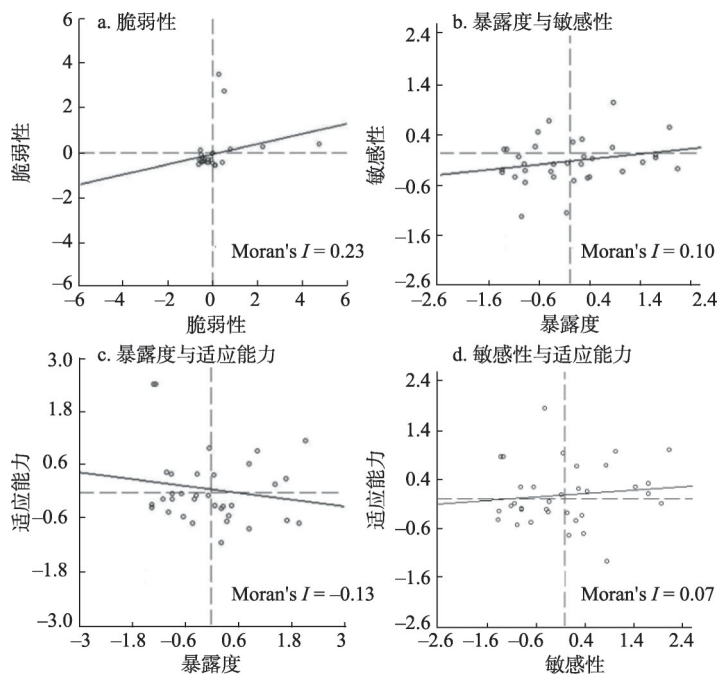 a. 脆弱性
6
4
2
0
−2
−4
−6
脆弱性
Moran's I = 0.23
−6 −4 −2 0 2 4 6
脆弱性
b. 暴露度与敏感性
2.4
1.4
0.4
−0.6
−1.6
−2.6
敏感性
Moran's I = 0.10
−2.6 −1.6 −0.6 0.4 1.4 2.4
暴露度
c. 暴露度与适应能力
3.0
1.8
0.6
−0.6
−1.8
−3.0
适应能力
Moran's I = −0.13
−3 −1.8 −0.6 0.6 1.8 3
暴露度
d. 敏感性与适应能力
2.4
1.4
0.4
−0.6
−1.6
−2.6
适应能力
Moran's I = 0.07
−2.6 −1.6 −0.6 0 0.4 1.4 2.4
敏感性